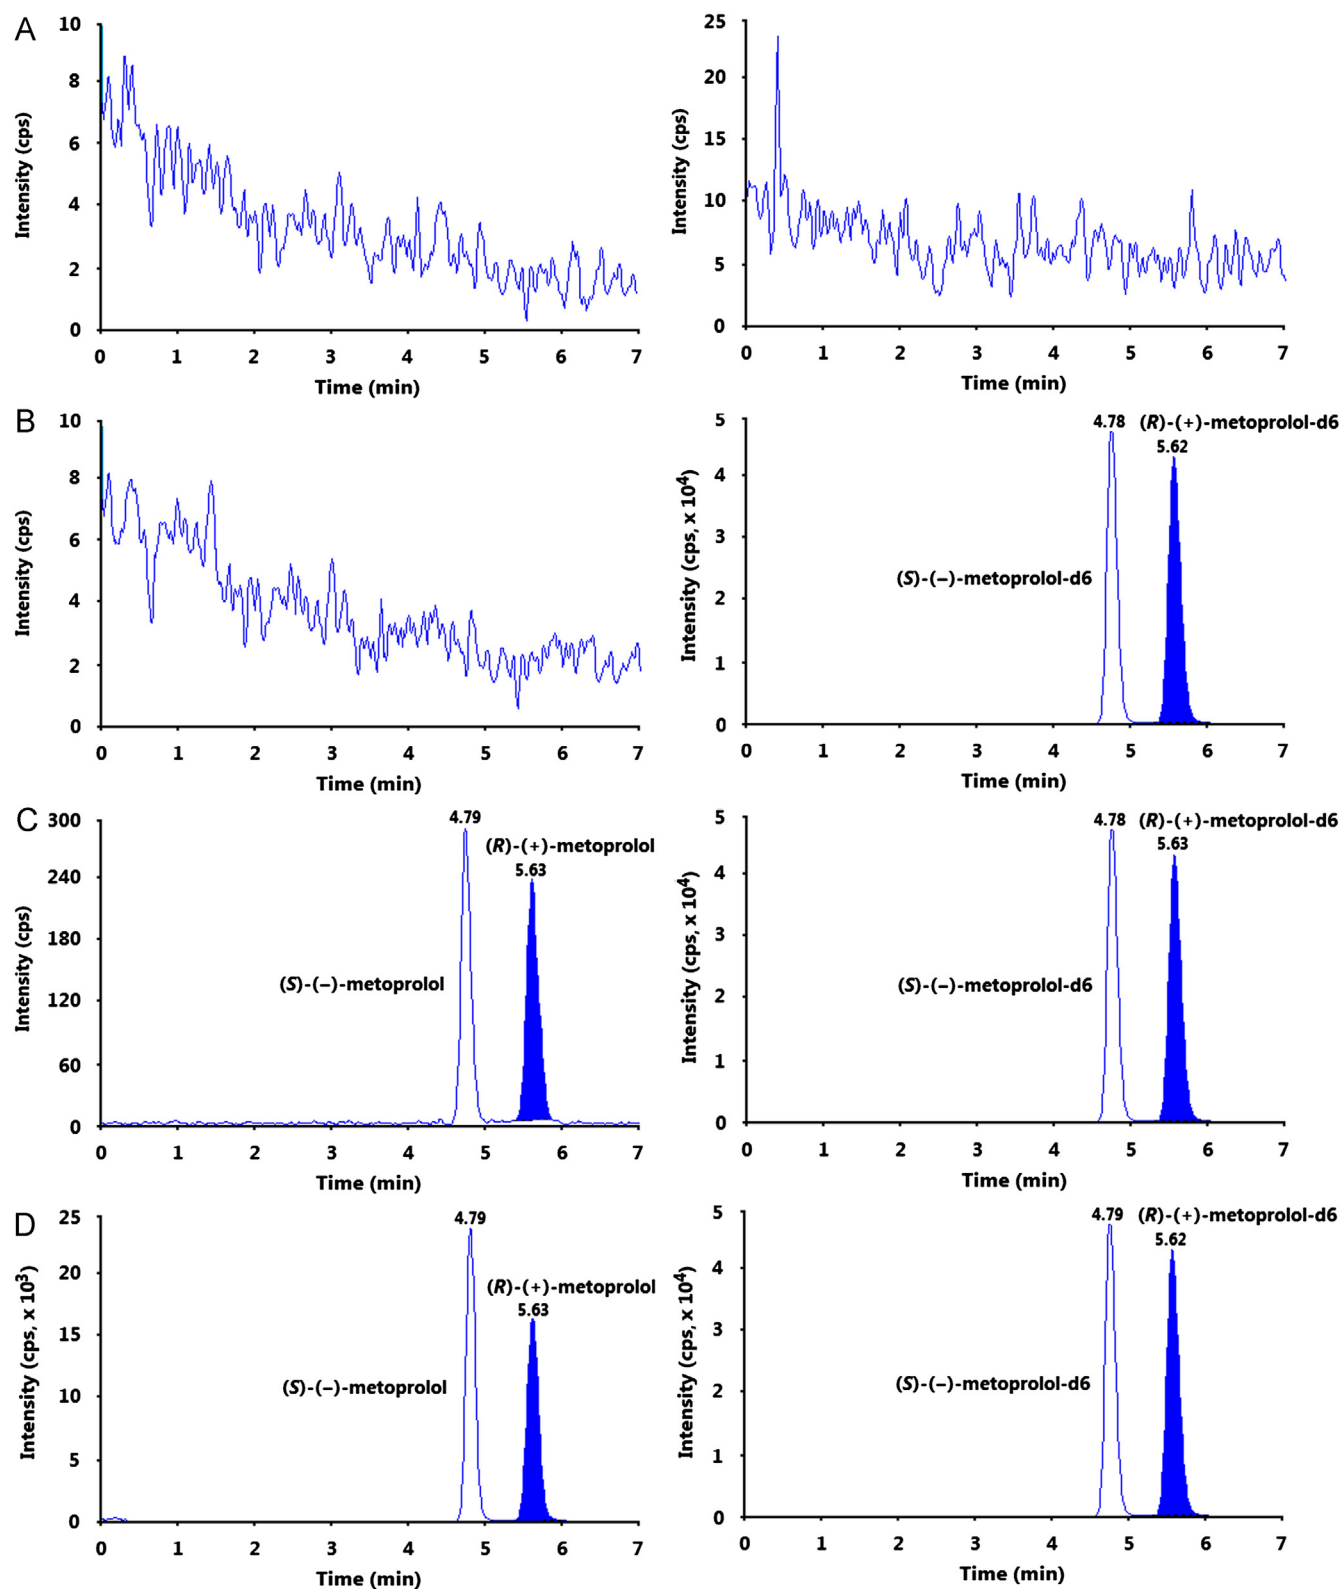 A
10
8
6
4
2
0
Intensity (cps)
0 1 2 3 4 5 6 7
Time (min)
25
20
15
10
5
0
Intensity (cps)
0 1 2 3 4 5 6 7
Time (min)
B
10
8
6
4
2
0
Intensity (cps)
0 1 2 3 4 5 6 7
Time (min)
5
4
3
2
1
0
Intensity (cps, x 10⁴)
4.78
(R)-(+)-metoprolol-d6
5.62
(S)-(−)-metoprolol-d6
0 1 2 3 4 5 6 7
Time (min)
C
300
240
180
120
60
0
Intensity (cps)
4.79
(R)-(+)-metoprolol
5.63
(S)-(−)-metoprolol
0 1 2 3 4 5 6 7
Time (min)
5
4
3
2
1
0
Intensity (cps, x 10⁴)
4.78
(R)-(+)-metoprolol-d6
5.63
(S)-(−)-metoprolol-d6
0 1 2 3 4 5 6 7
Time (min)
D
25
20
15
10
5
0
Intensity (cps, x 10³)
4.79
(R)-(+)-metoprolol
5.63
(S)-(−)-metoprolol
0 1 2 3 4 5 6 7
Time (min)
5
4
3
2
1
0
Intensity (cps, x 10⁴)
4.79
(R)-(+)-metoprolol-d6
5.62
(S)-(−)-metoprolol-d6
0 1 2 3 4 5 6 7
Time (min)